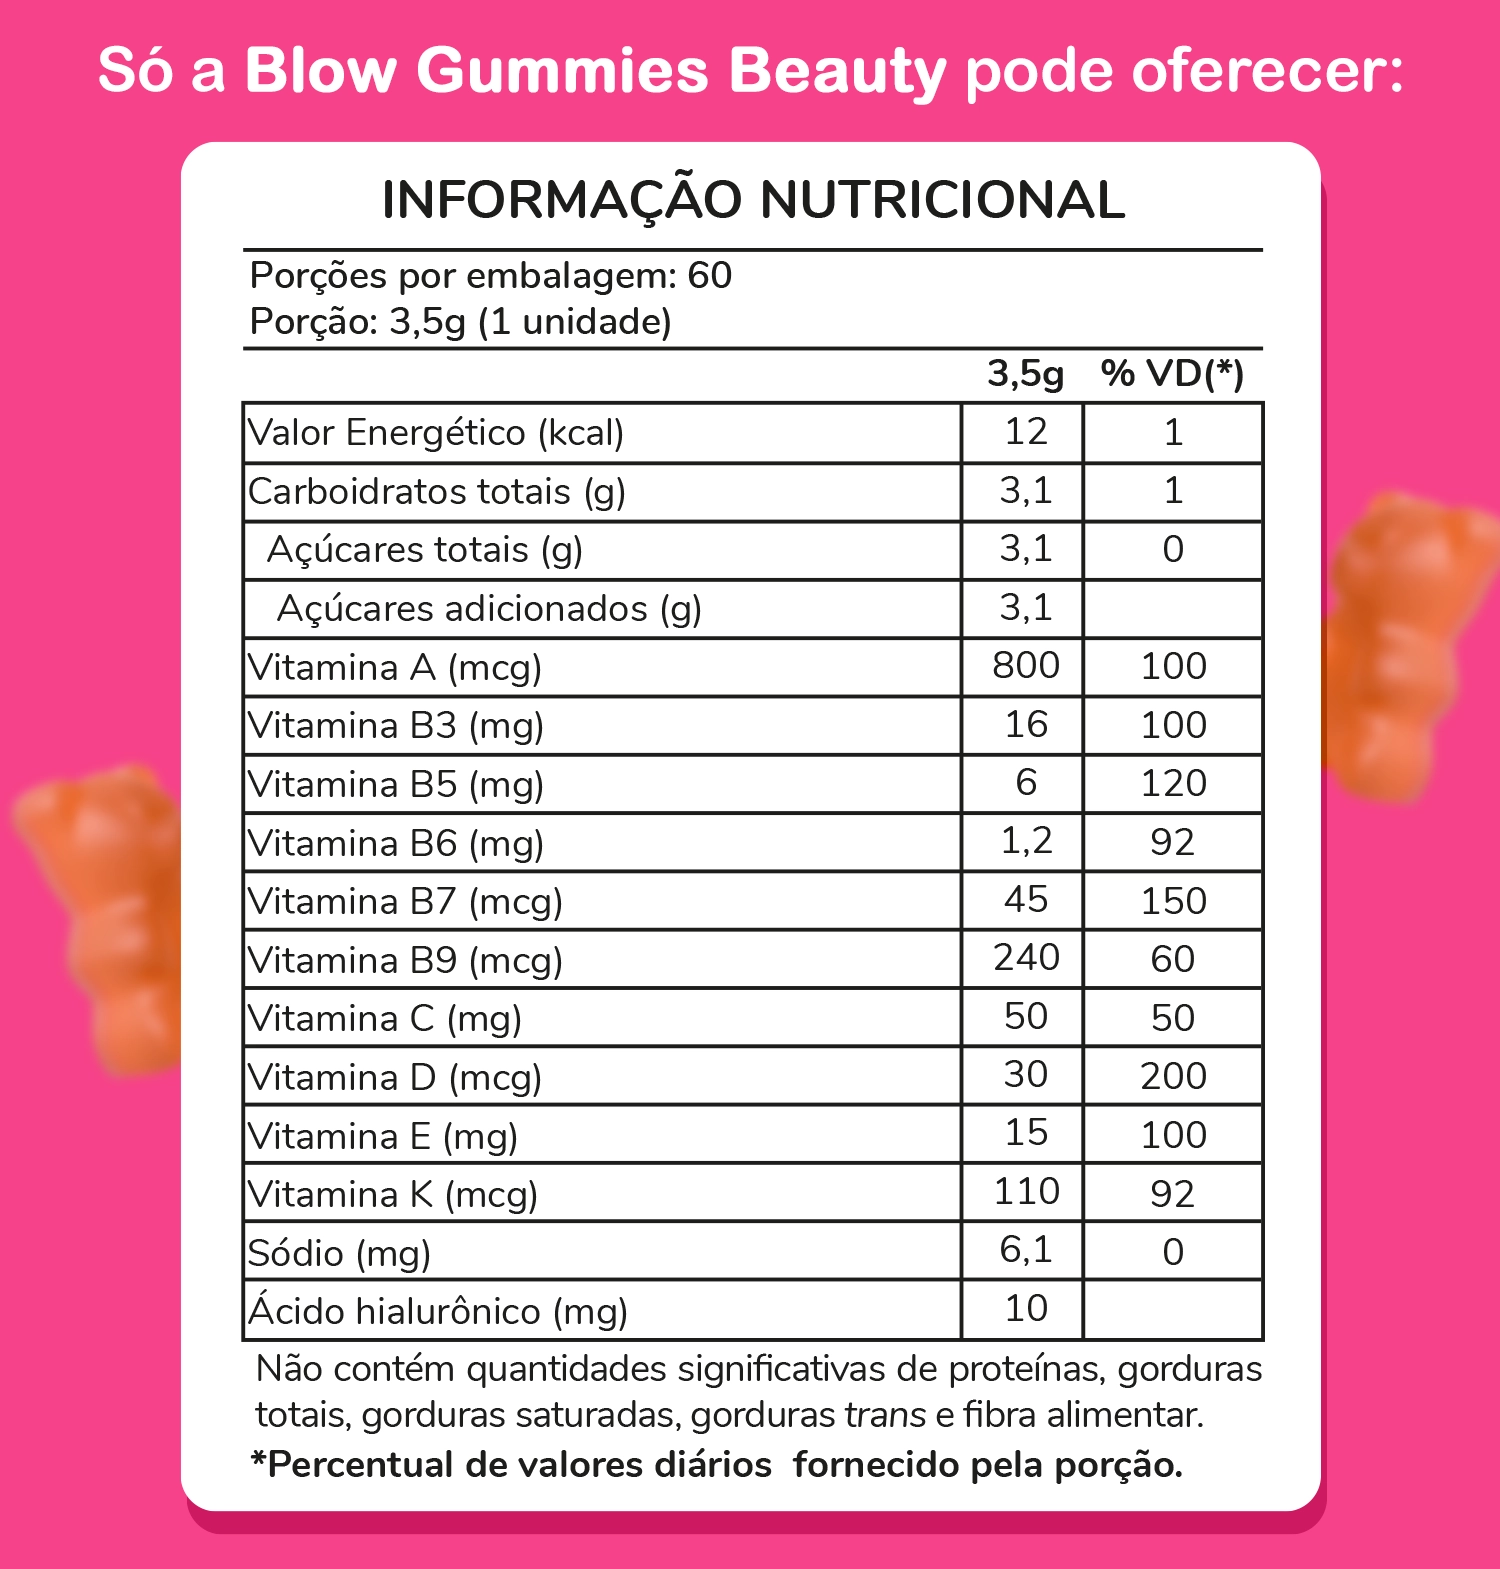 Só a Blow Gummies Beauty pode oferecer:
INFORMAÇÃO NUTRICIONAL
Porções por embalagem: 60
Porção: 3,5g (1 unidade)
3,5g % VD(*)
Valor Energético (kcal) 12 1
Carboidratos totais (g) 3,1 1
Açúcares totais (g) 3,1 0
Açúcares adicionados (g) 3,1
Vitamina A (mcg) 800 100
Vitamina B3 (mg) 16 100
Vitamina B5 (mg) 6 120
Vitamina B6 (mg) 1,2 92
Vitamina B7 (mcg) 45 150
Vitamina B9 (mcg) 240 60
Vitamina C (mg) 50 50
Vitamina D (mcg) 30 200
Vitamina E (mg) 15 100
Vitamina K (mcg) 110 92
Sódio (mg) 6,1 0
Ácido hialurônico (mg) 10
Não contém quantidades significativas de proteínas, gorduras
totais, gorduras saturadas, gorduras trans e fibra alimentar.
*Percentual de valores diários fornecido pela porção.